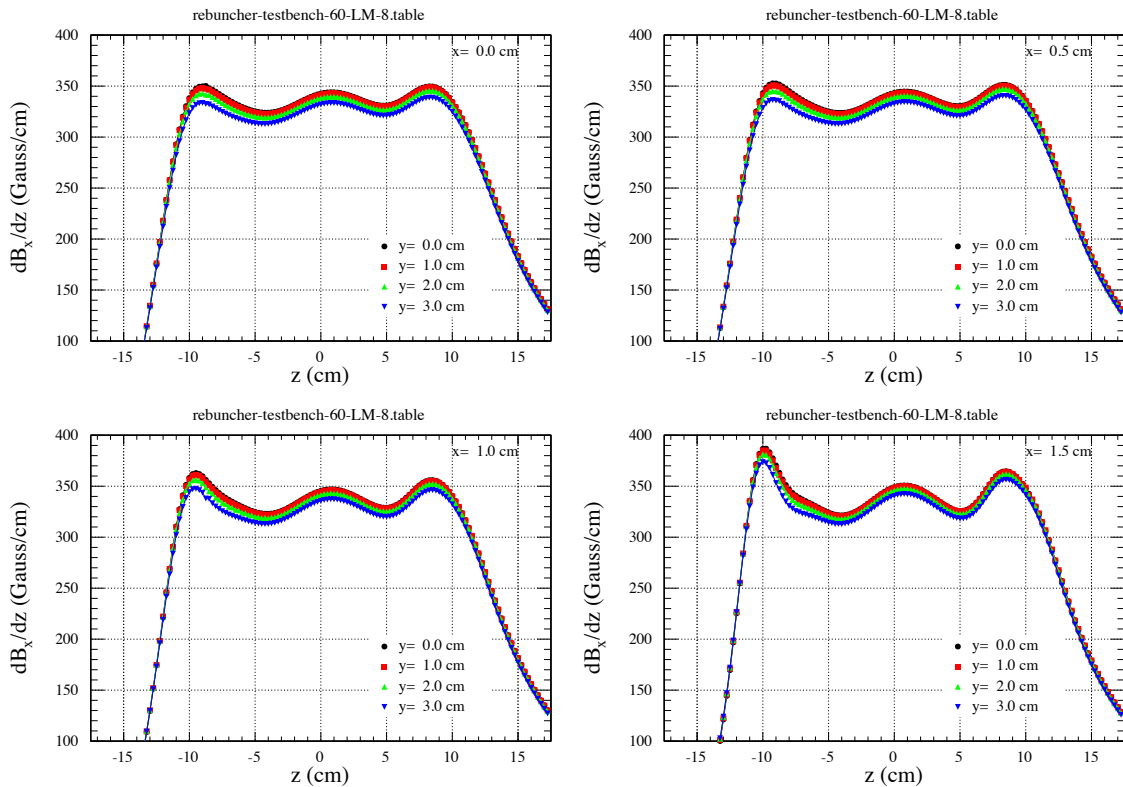 rebuncher-testbench-60-LM-8.table
x= 0.0 cm
400
350
300
250
200
150
100
dBx/dz (Gauss/cm)
y= 0.0 cm
y= 1.0 cm
y= 2.0 cm
y= 3.0 cm
-15 -10 -5 0 5 10 15
z (cm)
rebuncher-testbench-60-LM-8.table
x= 0.5 cm
400
350
300
250
200
150
100
dBx/dz (Gauss/cm)
y= 0.0 cm
y= 1.0 cm
y= 2.0 cm
y= 3.0 cm
-15 -10 -5 0 5 10 15
z (cm)
rebuncher-testbench-60-LM-8.table
x= 1.0 cm
400
350
300
250
200
150
100
dBx/dz (Gauss/cm)
y= 0.0 cm
y= 1.0 cm
y= 2.0 cm
y= 3.0 cm
-15 -10 -5 0 5 10 15
z (cm)
rebuncher-testbench-60-LM-8.table
x= 1.5 cm
400
350
300
250
200
150
100
dBx/dz (Gauss/cm)
y= 0.0 cm
y= 1.0 cm
y= 2.0 cm
y= 3.0 cm
-15 -10 -5 0 5 10 15
z (cm)